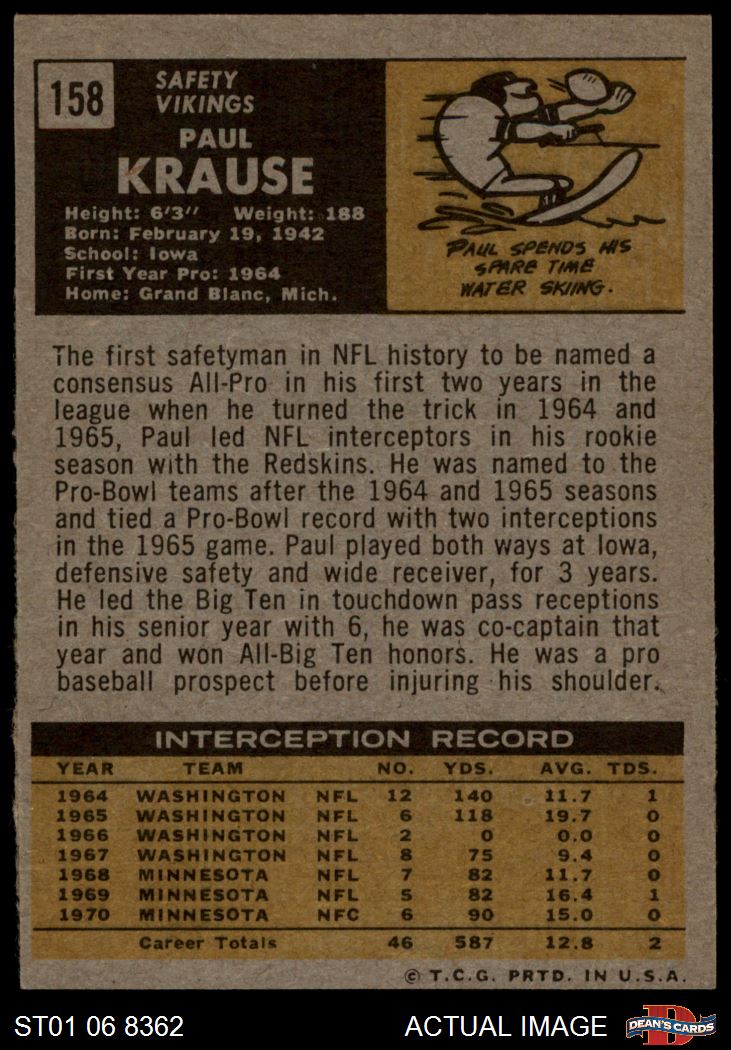 158
SAFETY
VIKINGS
PAUL
KRAUSE
Height: 6'3" Weight: 188
Born: February 19, 1942
School: Iowa
First Year Pro: 1964
Home: Grand Blanc, Mich.
PAUL SPENDS HIS
SPARE TIME
WATER SKIING.
The first safetyman in NFL history to be named a
consensus All-Pro in his first two years in the
league when he turned the trick in 1964 and
1965, Paul led NFL interceptors in his rookie
season with the Redskins. He was named to the
Pro-Bowl teams after the 1964 and 1965 seasons
and tied a Pro-Bowl record with two interceptions
in the 1965 game. Paul played both ways at Iowa,
defensive safety and wide receiver, for 3 years.
He led the Big Ten in touchdown pass receptions
in his senior year with 6, he was co-captain that
year and won All-Big Ten honors. He was a pro
baseball prospect before injuring his shoulder.
INTERCEPTION RECORD
YEAR TEAM NO. YDS. AVG. TDS.
1964 WASHINGTON NFL 12 140 11.7 1
1965 WASHINGTON NFL 6 118 19.7 0
1966 WASHINGTON NFL 2 0 0.0 0
1967 WASHINGTON NFL 8 75 9.4 0
1968 MINNESOTA NFL 7 82 11.7 0
1969 MINNESOTA NFL 5 82 16.4 1
1970 MINNESOTA NFC 6 90 15.0 0
Career Totals 46 587 12.8 2
© T.C.G. PRTD. IN U.S.A.
ST01 06 8362 ACTUAL IMAGE D DEAN'S CARDS